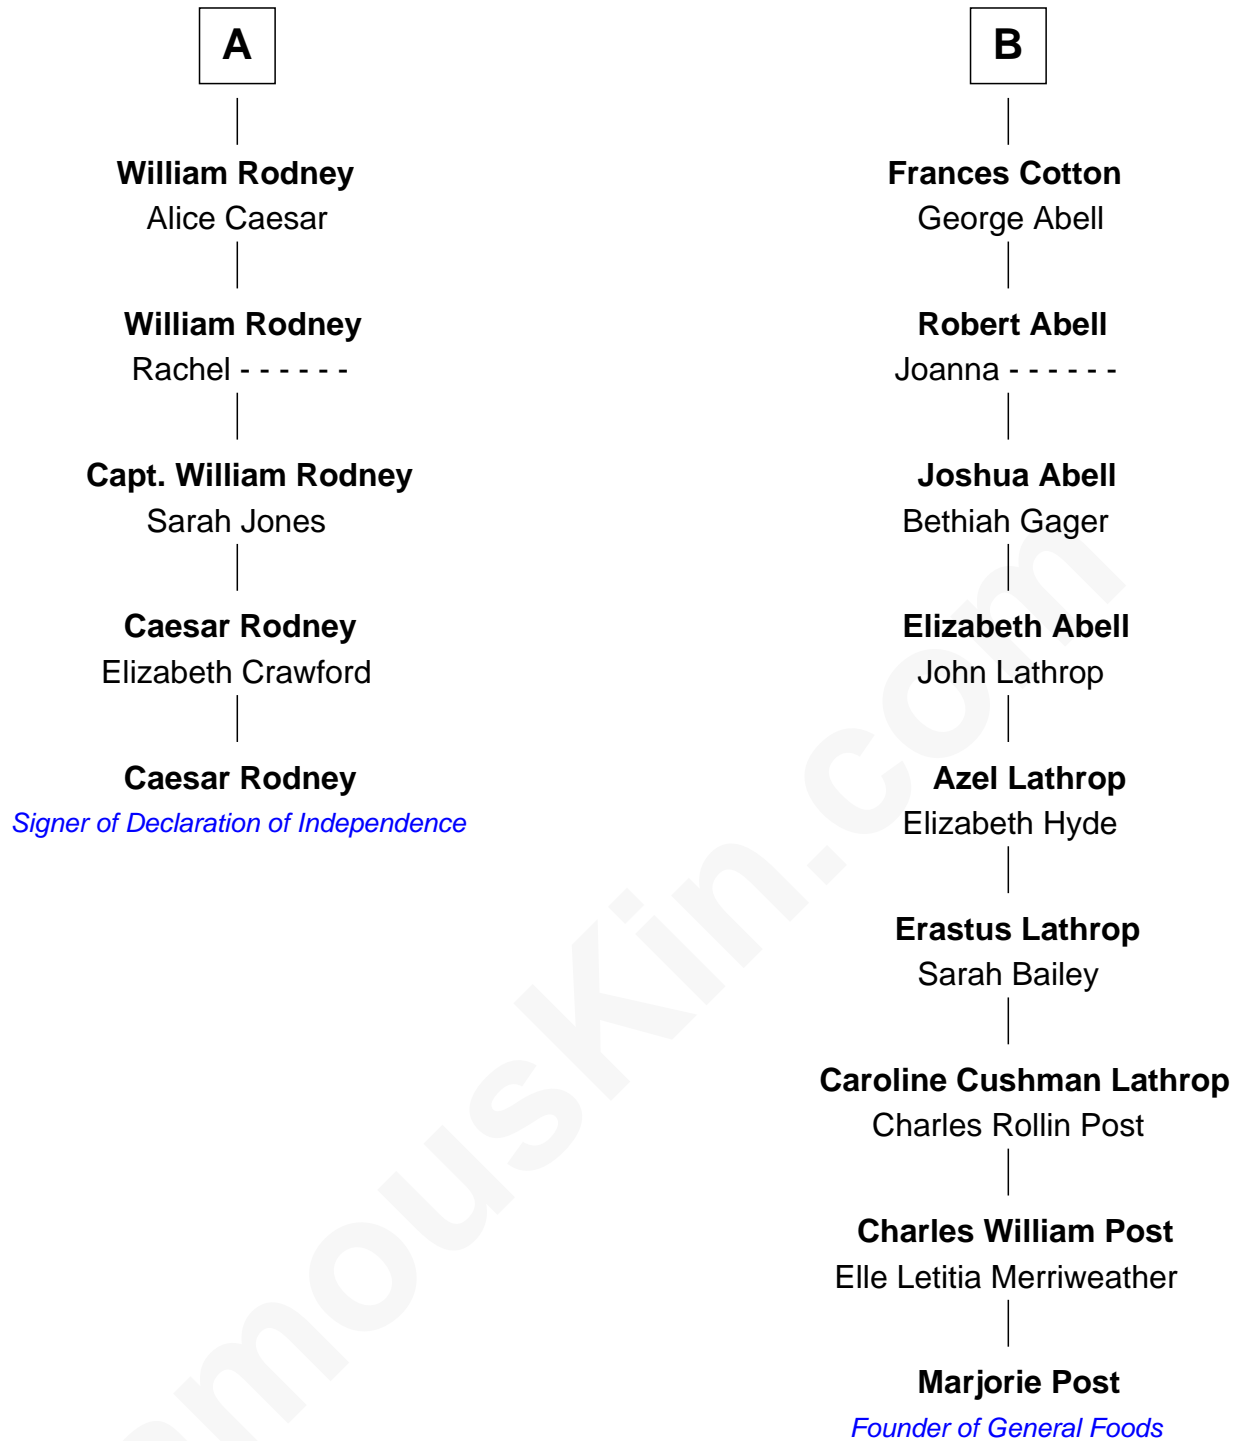 A
William Rodney
Alice Caesar
William Rodney
Rachel - - - - - -
Capt. William Rodney
Sarah Jones
Caesar Rodney
Elizabeth Crawford
Caesar Rodney
Signer of Declaration of Independence
B
Frances Cotton
George Abell
Robert Abell
Joanna - - - - - -
Joshua Abell
Bethiah Gager
Elizabeth Abell
John Lathrop
Azel Lathrop
Elizabeth Hyde
Erastus Lathrop
Sarah Bailey
Caroline Cushman Lathrop
Charles Rollin Post
Charles William Post
Elle Letitia Merriweather
Marjorie Post
Founder of General Foods
amouskin.com